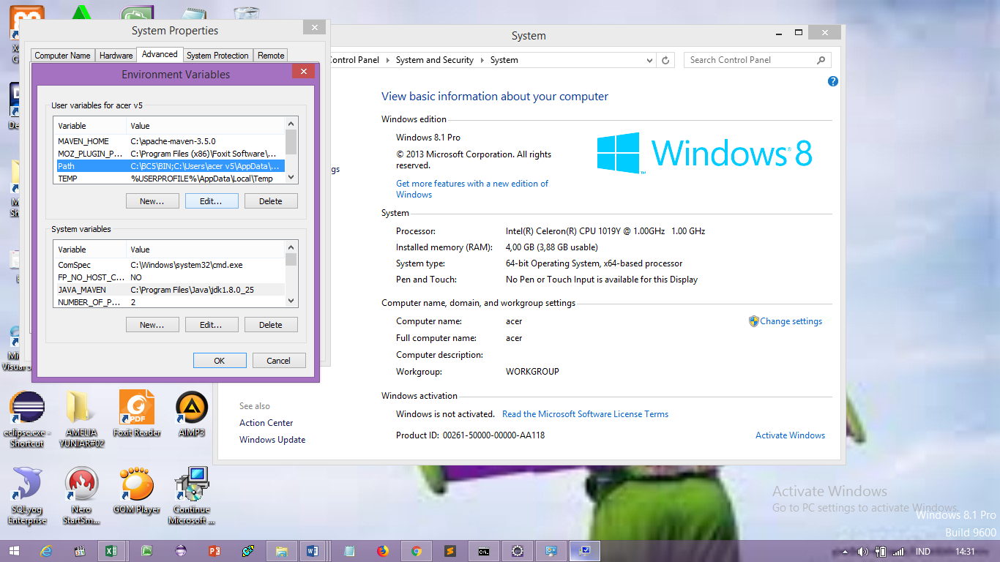 System Properties
Computer Name
Hardware
Advanced
System Protection
Remote
Environment Variables
User variables for acer v5
Variable Value
MAVEN_HOME C:\apache-maven-3.5.0
MOZ_PLUGIN_P... C:\Program Files (x86)\Foxit Software\...
Path C:\BC5\BIN;C:\Users\acer v5\AppData\...
TEMP %USERPROFILE%\AppData\Local\Temp
New... Edit... Delete
System variables
Variable Value
ComSpec C:\Windows\system32\cmd.exe
FP_NO_HOST_C... NO
JAVA_MAVEN C:\Program Files\Java\jdk1.8.0_25
NUMBER_OF_P... 2
New... Edit... Delete
OK Cancel
System
Control Panel System and Security System
Search Control Panel
View basic information about your computer
Windows edition
Windows 8.1 Pro
© 2013 Microsoft Corporation. All rights
reserved.
Get more features with a new edition of
Windows
Windows 8
System
Processor: Intel(R) Celeron(R) CPU 1019Y @ 1.00GHz 1.00 GHz
Installed memory (RAM): 4,00 GB (3,88 GB usable)
System type: 64-bit Operating System, x64-based processor
Pen and Touch: No Pen or Touch Input is available for this Display
Computer name, domain, and workgroup settings
Computer name: acer
Change settings
Full computer name: acer
Computer description:
Workgroup: WORKGROUP
Windows activation
Windows is not activated. Read the Microsoft Software License Terms
Product ID: 00261-50000-00000-AA118
Activate Windows
See also
Action Center
Windows Update
eclipse.exe -
Shortcut
AMELIA
YUNIAR#02
Foxit Reader
AIMP3
SQLyog
Enterprise
Nero
StartSm...
GOM Player
Continue
Microsoft ...
Activate Windows
Go to PC settings to activate Windows.
Windows 8.1 Pro
Build 9600
IND
14:31